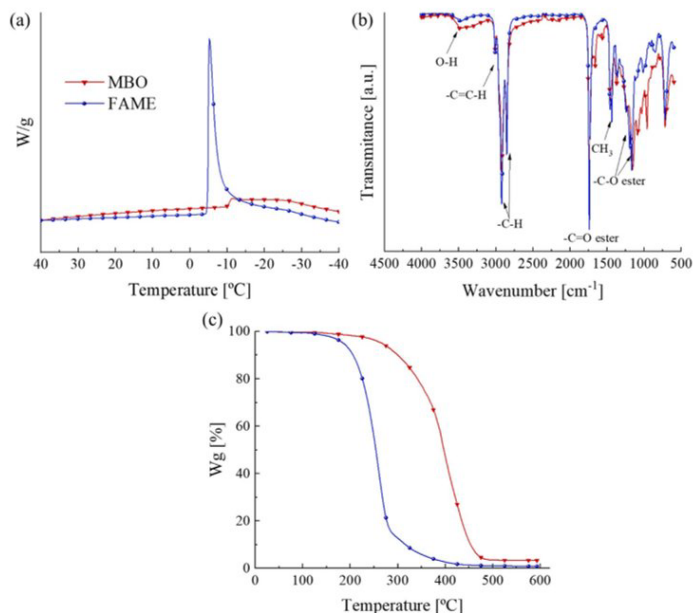 (a)
MBO
FAME
W/g
40 30 20 10 0 -10 -20 -30 -40
Temperature [ºC]
(b)
Transmitance [a.u.]
O-H
-C=C-H
-C-H
-C=O ester
CH3
-C-O ester
4500 3500 3000 2500 2000 1500 1000 500
Wavenumber [cm-1]
(c)
Wg [%]
100
80
60
40
20
0
0 100 200 300 400 500 600
Temperature [ºC]